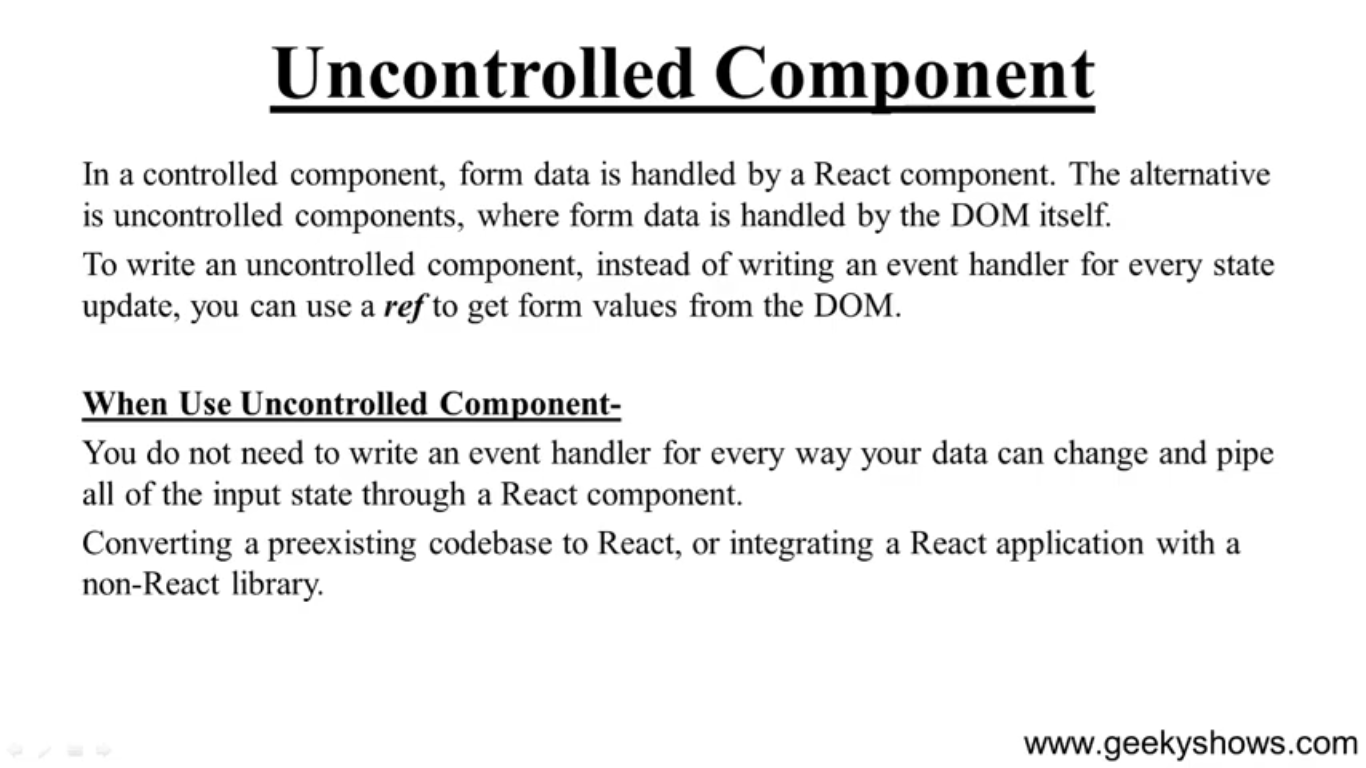 Uncontrolled Component
In a controlled component, form data is handled by a React component. The alternative
is uncontrolled components, where form data is handled by the DOM itself.
To write an uncontrolled component, instead of writing an event handler for every state
update, you can use a ref to get form values from the DOM.
When Use Uncontrolled Component-
You do not need to write an event handler for every way your data can change and pipe
all of the input state through a React component.
Converting a preexisting codebase to React, or integrating a React application with a
non-React library.
www.geekyshows.com